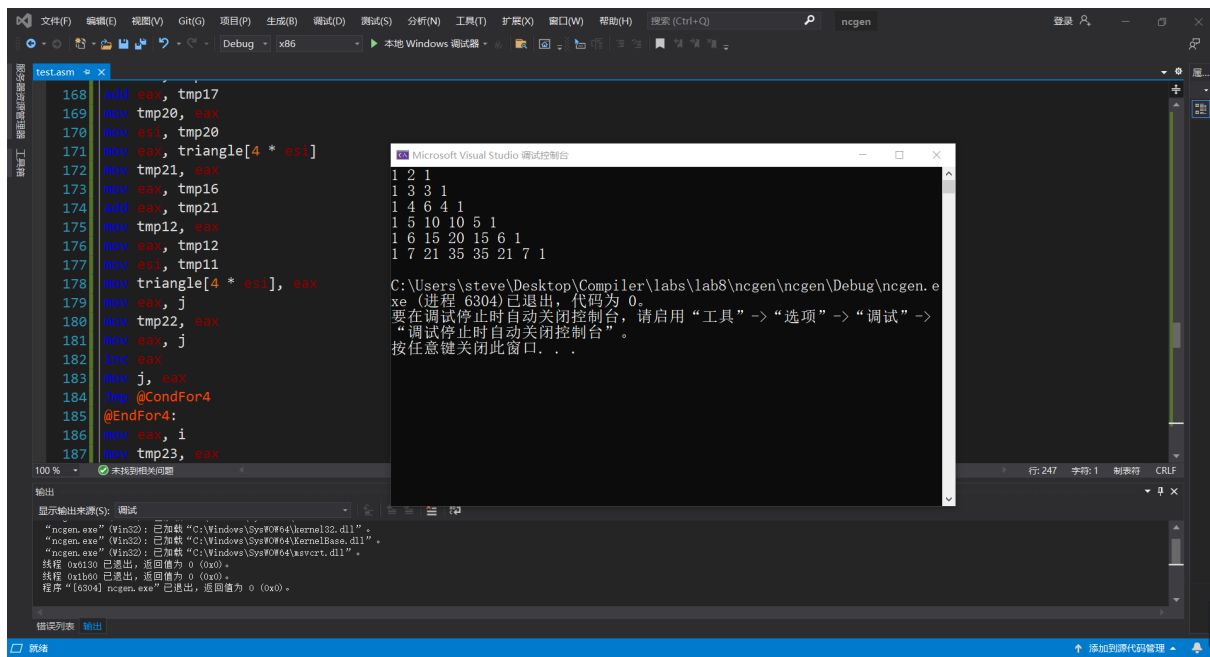 文件(F) 编辑(E) 视图(V) Git(G) 项目(P) 生成(B) 调试(D) 测试(S) 分析(N) 工具(T) 扩展(X) 窗口(W) 帮助(H) 搜索 (Ctrl+Q) ncgen 登录
Debug x86 本地 Windows 调试器
服务器资源管理器
工具箱
test.asm
属...
168 add eax, tmp17
169 mov tmp20, eax
170 mov esi, tmp20
171 mov eax, triangle[4 * esi]
172 mov tmp21, eax
173 mov eax, tmp16
174 add eax, tmp21
175 mov tmp12, eax
176 mov eax, tmp12
177 mov esi, tmp11
178 mov triangle[4 * esi], eax
179 mov eax, j
180 mov tmp22, eax
181 mov eax, j
182 inc eax
183 mov j, eax
184 jmp @CondFor4
185 @EndFor4:
186 mov eax, i
187 mov tmp23, eax
Microsoft Visual Studio 调试控制台
1 2 1
1 3 3 1
1 4 6 4 1
1 5 10 10 5 1
1 6 15 20 15 6 1
1 7 21 35 35 21 7 1
C:\Users\steve\Desktop\Compiler\labs\lab8\ncgen\ncgen\Debug\ncgen.e
xe (进程 6304)已退出，代码为 0。
要在调试停止时自动关闭控制台，请启用“工具”->“选项”->“调试”->
“调试停止时自动关闭控制台”。
按任意键关闭此窗口. . .
100 % 未找到相关问题 行: 247 字符: 1 制表符 CRLF
输出
显示输出来源(S): 调试
“ncgen.exe”(Win32): 已加载“C:\Windows\SysWOW64\kernel32.dll”。
“ncgen.exe”(Win32): 已加载“C:\Windows\SysWOW64\KernelBase.dll”。
“ncgen.exe”(Win32): 已加载“C:\Windows\SysWOW64\msvcrt.dll”。
线程 0x6130 已退出，返回值为 0 (0x0)。
线程 0x1b60 已退出，返回值为 0 (0x0)。
程序“[6304] ncgen.exe”已退出，返回值为 0 (0x0)。
错误列表 输出
就绪 添加到源代码管理